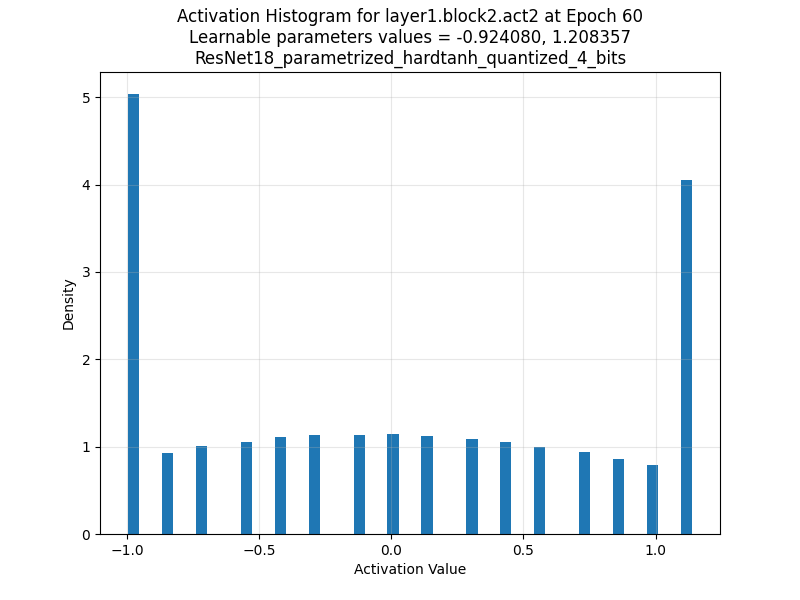 Activation Histogram for layer1.block2.act2 at Epoch 60
Learnable parameters values = -0.924080, 1.208357
ResNet18_parametrized_hardtanh_quantized_4_bits
5
4
3
2
1
0
Density
−1.0 −0.5 0.0 0.5 1.0
Activation Value